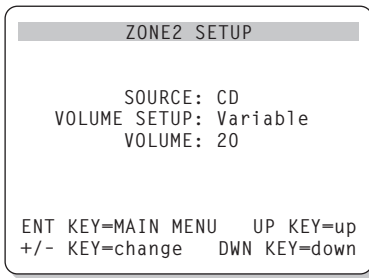 ZONE2 SETUP
SOURCE: CD
VOLUME SETUP: Variable
VOLUME: 20
ENT KEY=MAIN MENU UP KEY=up
+/- KEY=change DWN KEY=down